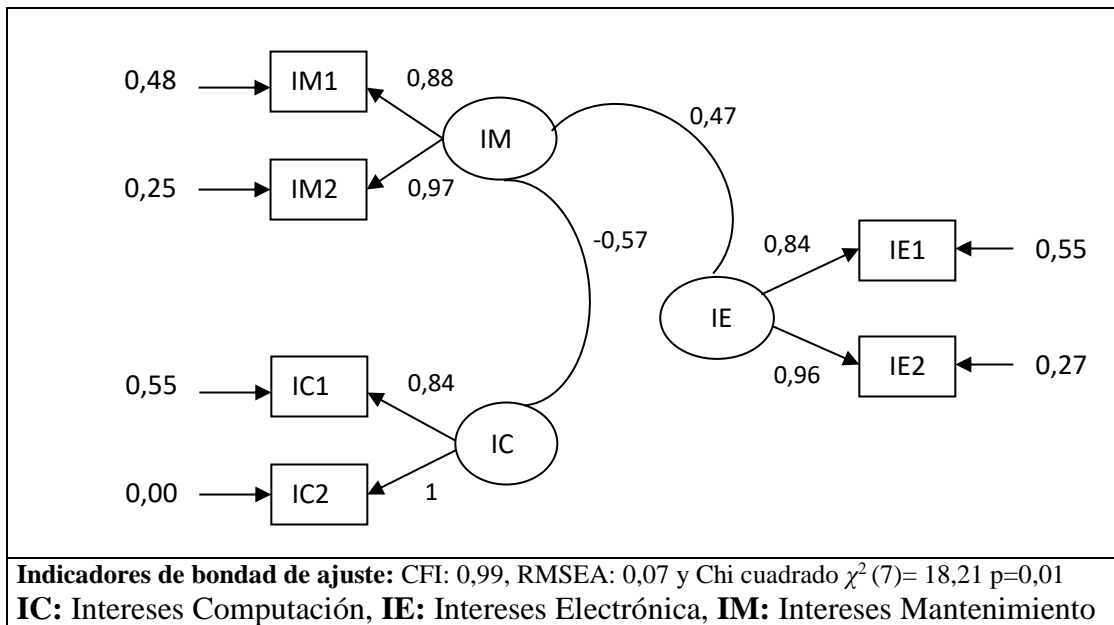 0,48 IM1 0,88
IM 0,47
0,25 IM2 0,97
-0,57
0,84 IE1 0,55
IE
0,96 IE2 0,27
0,55 IC1 0,84
IC
0,00 IC2 1
Indicadores de bondad de ajuste: CFI: 0,99, RMSEA: 0,07 y Chi cuadrado χ² (7)= 18,21 p=0,01
IC: Intereses Computación, IE: Intereses Electrónica, IM: Intereses Mantenimiento